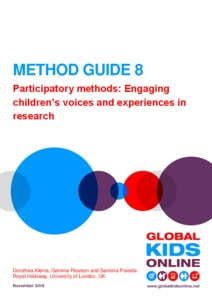 METHOD GUIDE 8
Participatory methods: Engaging
children's voices and experiences in
research
GLOBAL
KIDS
ONLINE
Dorothea Kleine, Gemma Pearson and Sammia Poveda
Royal Holloway, University of London, UK
November 2016
www.globalkidsonline.net